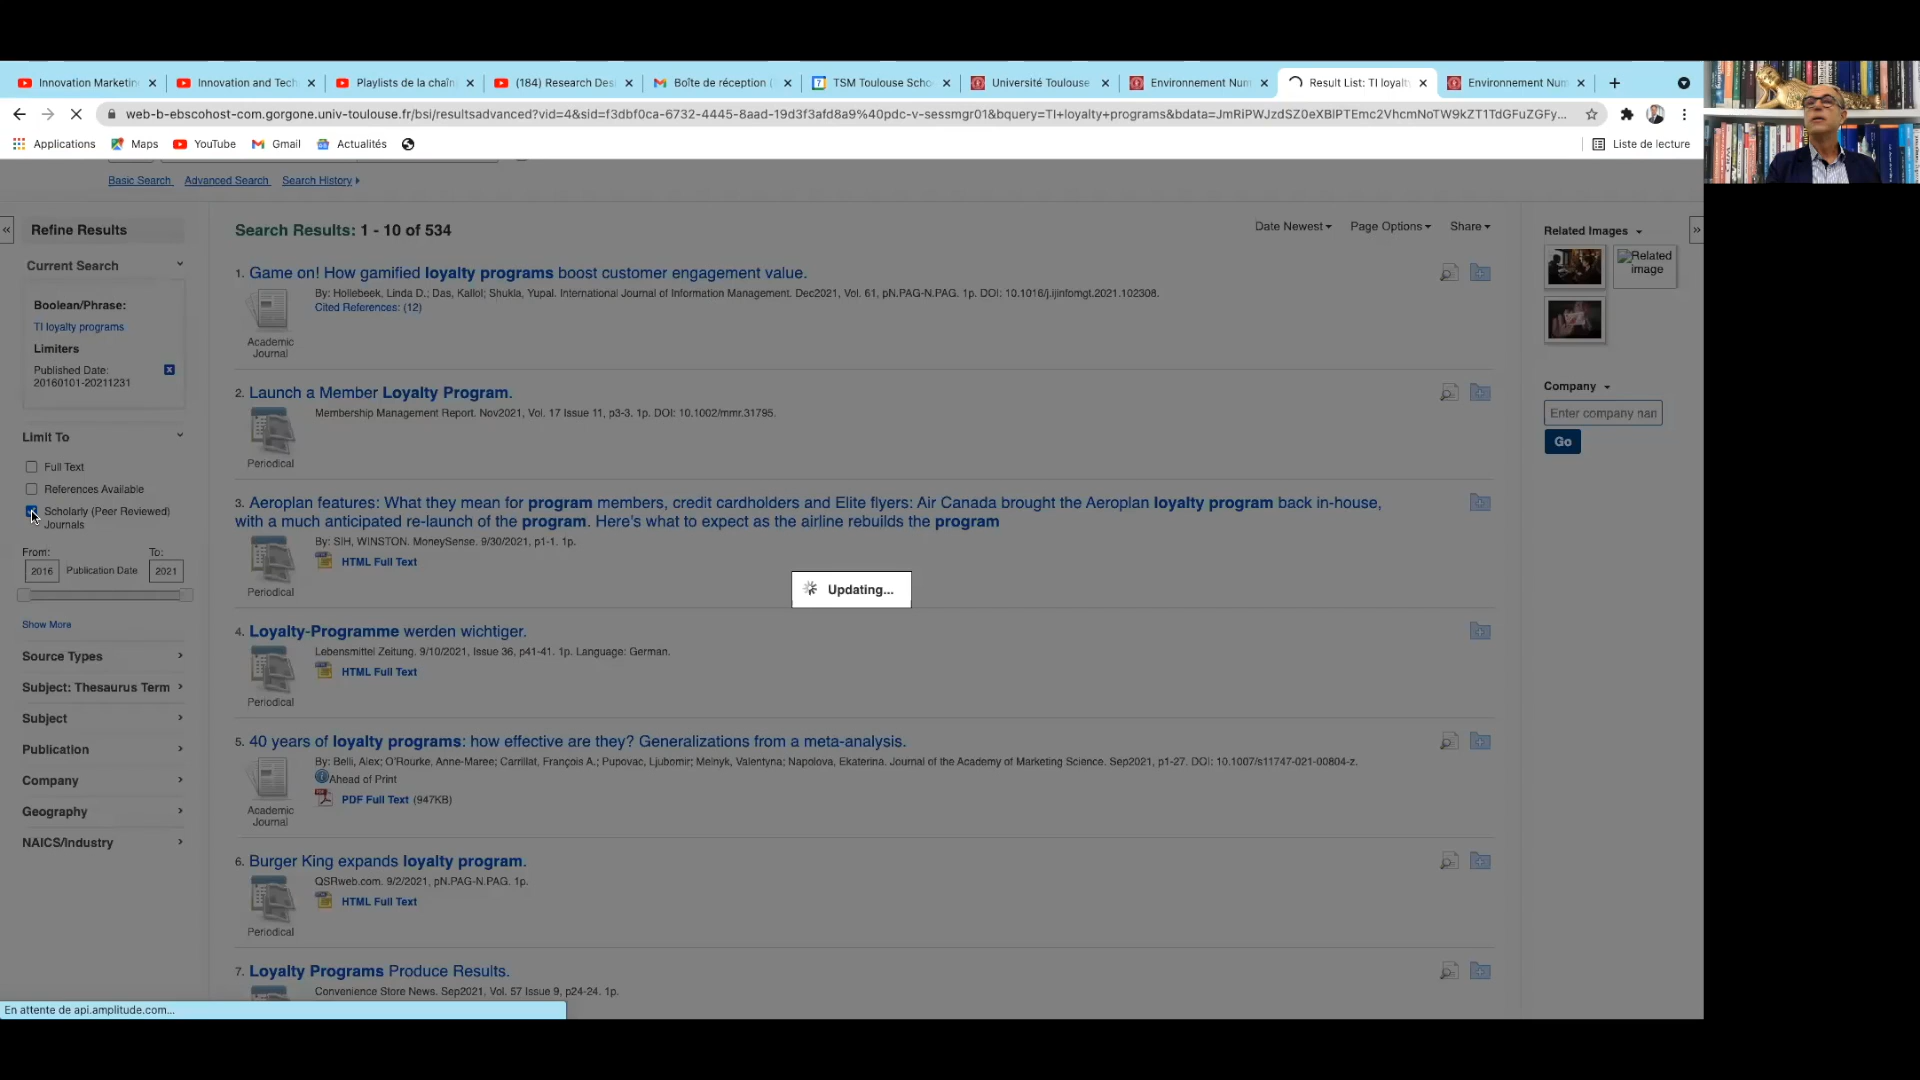 Innovation Marketin
Innovation and Tech
Playlists de la chaîn
(184) Research Des
Boîte de réception (
TSM Toulouse Scho
Université Toulouse
Environnement Num
Result List: TI loyalt
Environnement Num
web-b-ebscohost-com.gorgone.univ-toulouse.fr/bsi/resultsadvanced?vid=4&sid=f3dbf0ca-6732-4445-8aad-19d3f3afd8a9%40pdc-v-sessmgr01&bquery=TI+loyalty+programs&bdata=JmRiPWJzdSZ0eXBlPTEmc2VhcmNoTW9kZT1TdGFuZGFy...
Applications
Maps
YouTube
Gmail
Actualités
Liste de lecture
Basic Search Advanced Search Search History
Refine Results
Current Search
Boolean/Phrase:
TI loyalty programs
Limiters
Published Date:
20160101-20211231
Limit To
Full Text
References Available
Scholarly (Peer Reviewed)
Journals
From: To:
2016 Publication Date 2021
Show More
Source Types
Subject: Thesaurus Term
Subject
Publication
Company
Geography
NAICS/Industry
Search Results: 1 - 10 of 534
Date Newest Page Options Share
1. Game on! How gamified loyalty programs boost customer engagement value.
By: Hollebeek, Linda D.; Das, Kallol; Shukla, Yupal. International Journal of Information Management. Dec2021, Vol. 61, pN.PAG-N.PAG. 1p. DOI: 10.1016/j.ijinfomgt.2021.102308.
Cited References: (12)
Academic
Journal
2. Launch a Member Loyalty Program.
Membership Management Report. Nov2021, Vol. 17 Issue 11, p3-3. 1p. DOI: 10.1002/mmr.31795.
Periodical
3. Aeroplan features: What they mean for program members, credit cardholders and Elite flyers: Air Canada brought the Aeroplan loyalty program back in-house,
with a much anticipated re-launch of the program. Here's what to expect as the airline rebuilds the program
By: SIH, WINSTON. MoneySense. 9/30/2021, p1-1. 1p.
HTML Full Text
Periodical
Updating...
4. Loyalty-Programme werden wichtiger.
Lebensmittel Zeitung. 9/10/2021, Issue 36, p41-41. 1p. Language: German.
HTML Full Text
Periodical
5. 40 years of loyalty programs: how effective are they? Generalizations from a meta-analysis.
By: Belli, Alex; O'Rourke, Anne-Maree; Carrillat, François A.; Pupovac, Ljubomir; Melnyk, Valentyna; Napolova, Ekaterina. Journal of the Academy of Marketing Science. Sep2021, p1-27. DOI: 10.1007/s11747-021-00804-z.
Ahead of Print
PDF Full Text (947KB)
Academic
Journal
6. Burger King expands loyalty program.
QSRweb.com. 9/2/2021, pN.PAG-N.PAG. 1p.
HTML Full Text
Periodical
7. Loyalty Programs Produce Results.
Convenience Store News. Sep2021, Vol. 57 Issue 9, p24-24. 1p.
Related Images
Related
image
Company
Enter company nam
Go
En attente de api.amplitude.com...